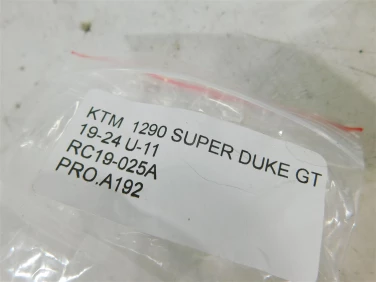 KTM 1290 SUPER DUKE GT
19-24 U-11
RC19-025A
PRO.A192